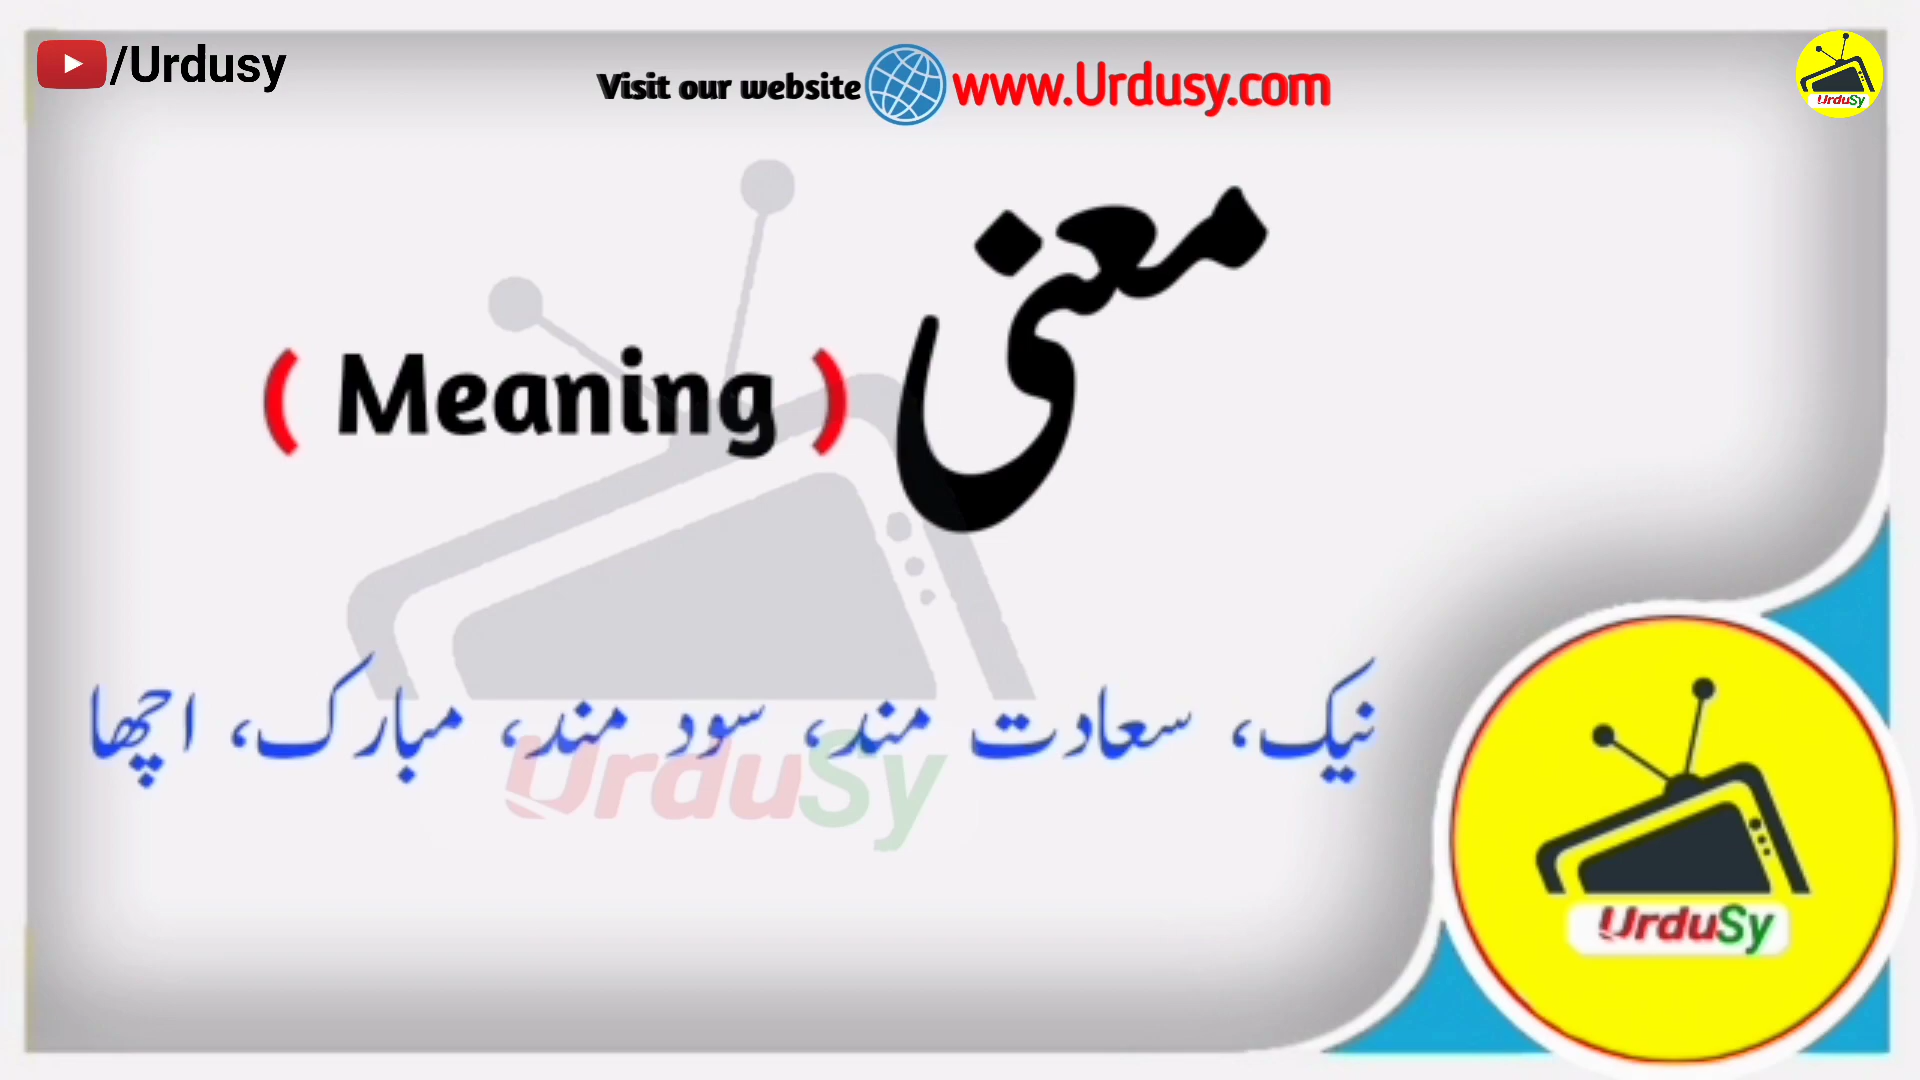 /Urdusy
Visit our website www.Urdusy.com
UrduSy
معنی ( Meaning )
نیک، سعادت مند، سود مند، مبارک، اچھا
UrduSy
UrduSy